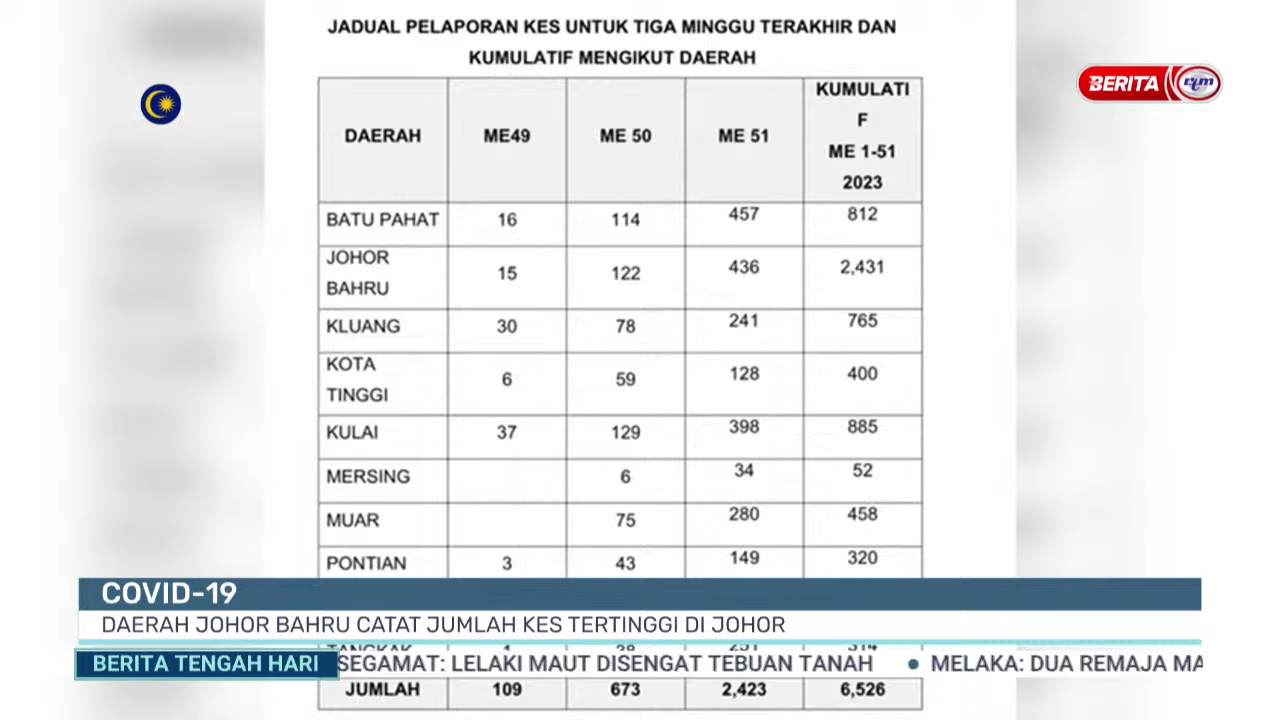 JADUAL PELAPORAN KES UNTUK TIGA MINGGU TERAKHIR DAN
KUMULATIF MENGIKUT DAERAH
BERITA RTM
DAERAH ME49 ME 50 ME 51 KUMULATI
F
ME 1-51
2023
BATU PAHAT 16 114 457 812
JOHOR
BAHRU 15 122 436 2,431
KLUANG 30 78 241 765
KOTA
TINGGI 6 59 128 400
KULAI 37 129 398 885
MERSING 6 34 52
MUAR 75 280 458
PONTIAN 3 43 149 320
COVID-19
DAERAH JOHOR BAHRU CATAT JUMLAH KES TERTINGGI DI JOHOR
BERITA TENGAH HARI SEGAMAT: LELAKI MAUT DISENGAT TEBUAN TANAH • MELAKA: DUA REMAJA MA
JUMLAH 109 673 2,423 6,526